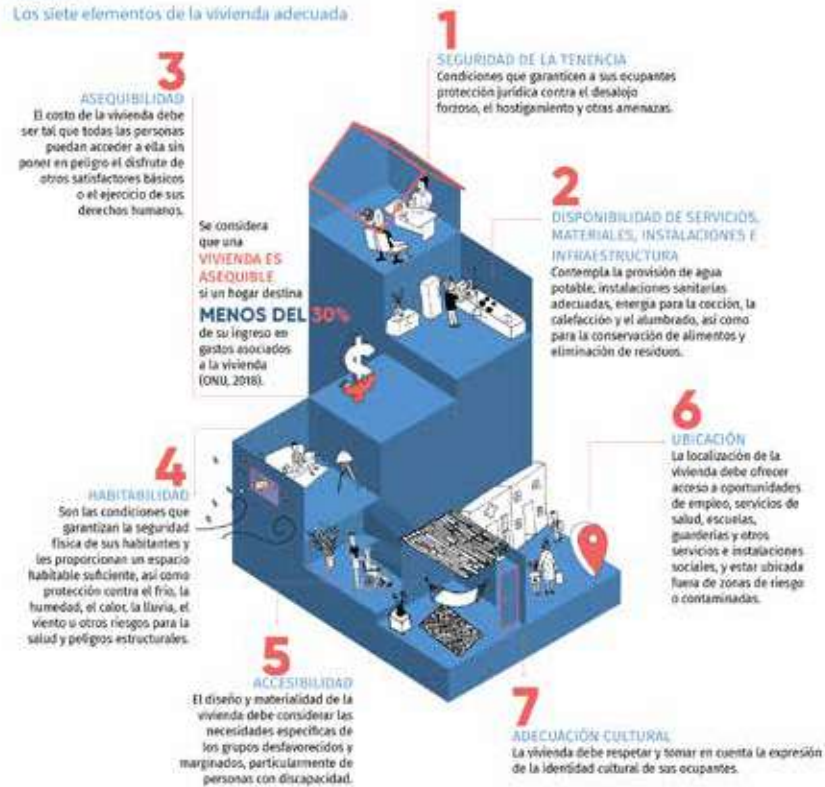 Los siete elementos de la vivienda adecuada
1
SEGURIDAD DE LA TENENCIA
Condiciones que garanticen a sus ocupantes
protección jurídica contra el desalojo
forzoso, el hostigamiento y otras amenazas.
2
DISPONIBILIDAD DE SERVICIOS,
MATERIALES, INSTALACIONES E
INFRAESTRUCTURA
Contempla la provisión de agua
potable, instalaciones sanitarias
adecuadas, energía para la cocción, la
calefacción y el alumbrado, así como
para la conservación de alimentos y
eliminación de residuos.
3
ASEQUIBILIDAD
El costo de la vivienda debe
ser tal que todas las personas
puedan acceder a ella sin
poner en peligro el disfrute de
otros satisfactores básicos
o el ejercicio de sus
derechos humanos.
Se considera
que una
VIVIENDA ES
ASEQUIBLE
si un hogar destina
MENOS DEL 30%
de su ingreso en
gastos asociados
a la vivienda
(ONU, 2018).
4
HABITABILIDAD
Son las condiciones que
garantizan la seguridad
física de sus habitantes y
les proporcionan un espacio
habitable suficiente, así como
protección contra el frío, la
humedad, el calor, la lluvia, el
viento u otros riesgos para la
salud y peligros estructurales.
5
ACCESIBILIDAD
El diseño y materialidad de la
vivienda debe considerar las
necesidades específicas de
los grupos desfavorecidos y
marginados, particularmente de
personas con discapacidad.
6
UBICACIÓN
La localización de la
vivienda debe ofrecer
acceso a oportunidades
de empleo, servicios de
salud, escuelas,
guarderías y otros
servicios e instalaciones
sociales, y estar ubicada
fuera de zonas de riesgo
o contaminadas.
7
ADECUACIÓN CULTURAL
La vivienda debe respetar y tomar en cuenta la expresión
de la identidad cultural de sus ocupantes.